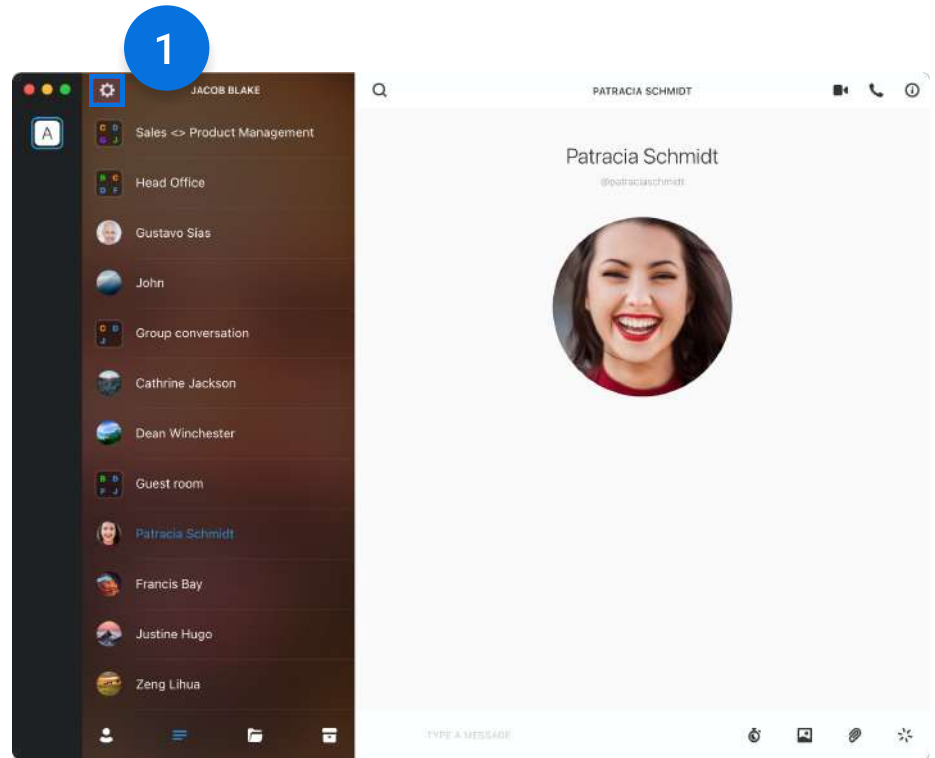 1
JACOB BLAKE
PATRACIA SCHMIDT
A
Sales <> Product Management
Patracia Schmidt
@patraciaschmidt
Head Office
Gustavo Sías
John
Group conversation
Cathrine Jackson
Dean Winchester
Guest room
Patracia Schmidt
Francis Bay
Justine Hugo
Zeng Lihua
TYPE A MESSAGE